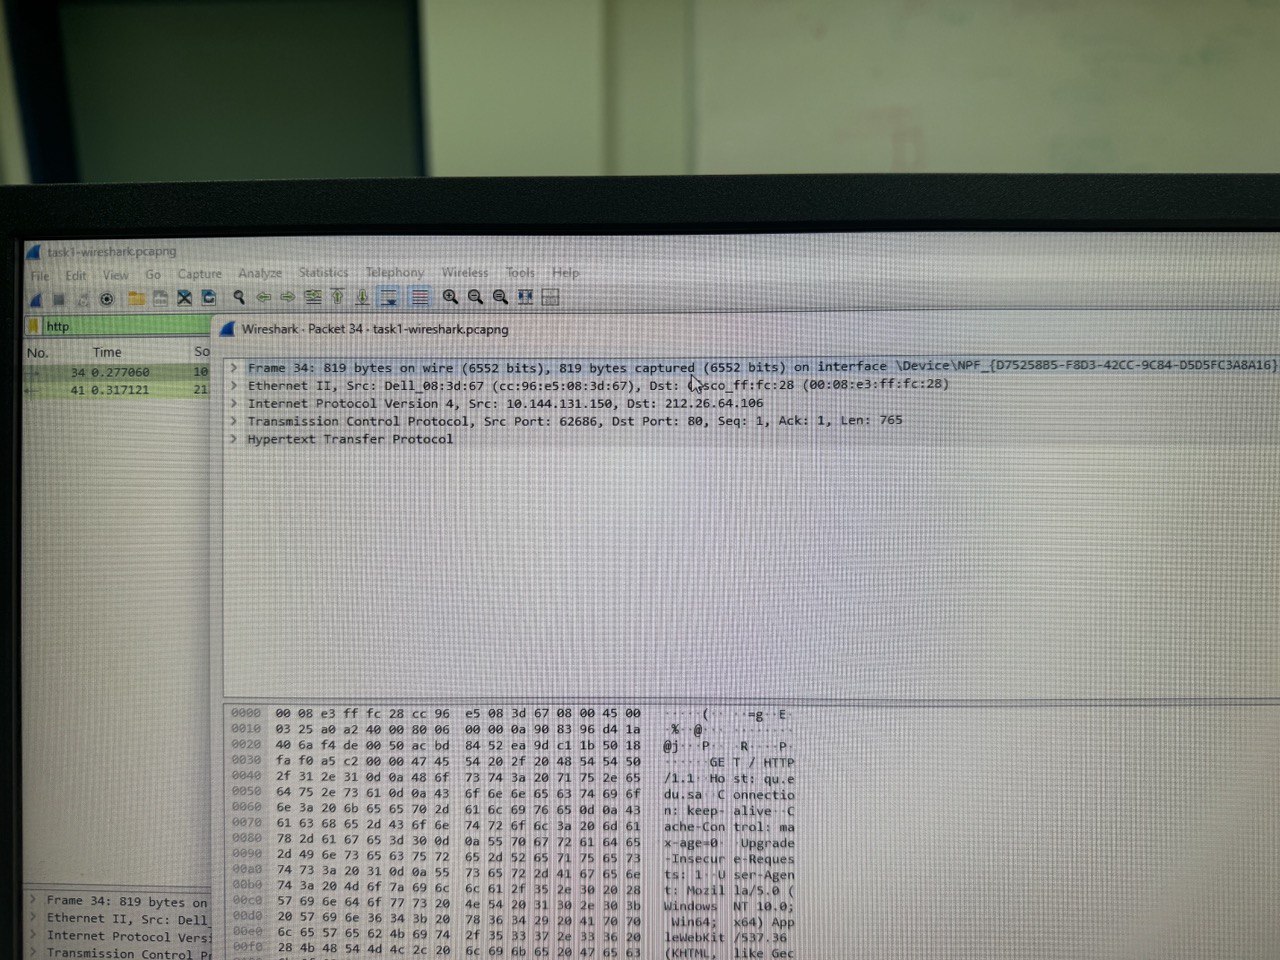 task1-wireshark.pcapng
File Edit View Go Capture Analyze Statistics Telephony Wireless Tools Help
http
Wireshark · Packet 34 · task1-wireshark.pcapng
No. Time So
34 0.277060 10
41 0.317121 21
Frame 34: 819 bytes on wire (6552 bits), 819 bytes captured (6552 bits) on interface \Device\NPF_{D7525885-F8D3-42CC-9C84-D5D5FC3A8A16}
Ethernet II, Src: Dell_08:3d:67 (cc:96:e5:08:3d:67), Dst: sco_ff:fc:28 (00:08:e3:ff:fc:28)
Internet Protocol Version 4, Src: 10.144.131.150, Dst: 212.26.64.106
Transmission Control Protocol, Src Port: 62686, Dst Port: 80, Seq: 1, Ack: 1, Len: 765
Hypertext Transfer Protocol
0000 00 08 e3 ff fc 28 cc 96 e5 08 3d 67 08 00 45 00 ·····(·· ··=g··E·
0010 03 25 a0 a2 40 00 80 06 00 00 0a 90 83 96 d4 1a ·%··@··· ········
0020 40 6a f4 de 00 50 ac bd 84 52 ea 9d c1 1b 50 18 @j···P·· ·R····P·
0030 fa f0 a5 c2 00 00 47 45 54 20 2f 20 48 54 54 50 ······GE T / HTTP
0040 2f 31 2e 31 0d 0a 48 6f 73 74 3a 20 71 75 2e 65 /1.1··Ho st: qu.e
0050 64 75 2e 73 61 0d 0a 43 6f 6e 6e 65 63 74 69 6f du.sa··C onnectio
0060 6e 3a 20 6b 65 65 70 2d 61 6c 69 76 65 0d 0a 43 n: keep- alive··C
0070 61 63 68 65 2d 43 6f 6e 74 72 6f 6c 3a 20 6d 61 ache-Con trol: ma
0080 78 2d 61 67 65 3d 30 0d 0a 55 70 67 72 61 64 65 x-age=0· ·Upgrade
0090 2d 49 6e 73 65 63 75 72 65 2d 52 65 71 75 65 73 -Insecur e-Reques
00a0 74 73 3a 20 31 0d 0a 55 73 65 72 2d 41 67 65 6e ts: 1··U ser-Agen
00b0 74 3a 20 4d 6f 7a 69 6c 6c 61 2f 35 2e 30 20 28 t: Mozil la/5.0 (
00c0 57 69 6e 64 6f 77 73 20 4e 54 20 31 30 2e 30 3b Windows  NT 10.0;
00d0 20 57 69 6e 36 34 3b 20 78 36 34 29 20 41 70 70 Win64;  x64) App
00e0 6c 65 57 65 62 4b 69 74 2f 35 33 37 2e 33 36 20 leWebKit /537.36
00f0 28 4b 48 54 4d 4c 2c 20 6c 69 6b 65 20 47 65 63 (KHTML,  like Gec
Frame 34: 819 bytes on
Ethernet II, Src: Dell
Internet Protocol Vers
Transmission Control P